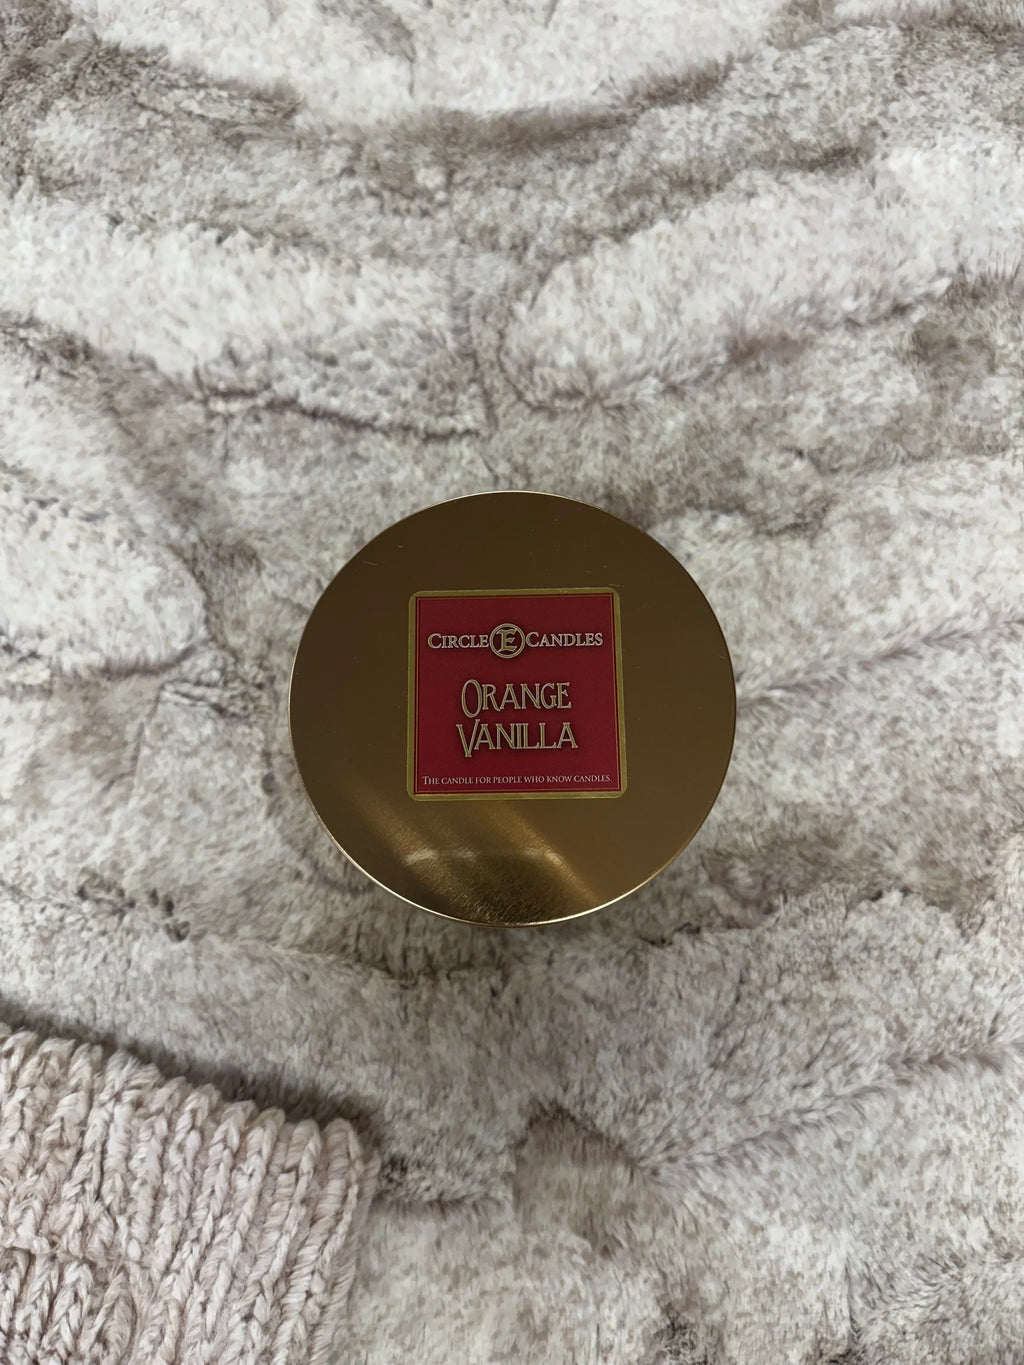 Circle E Candles
Orange
Vanilla
The candle for people who know candles.